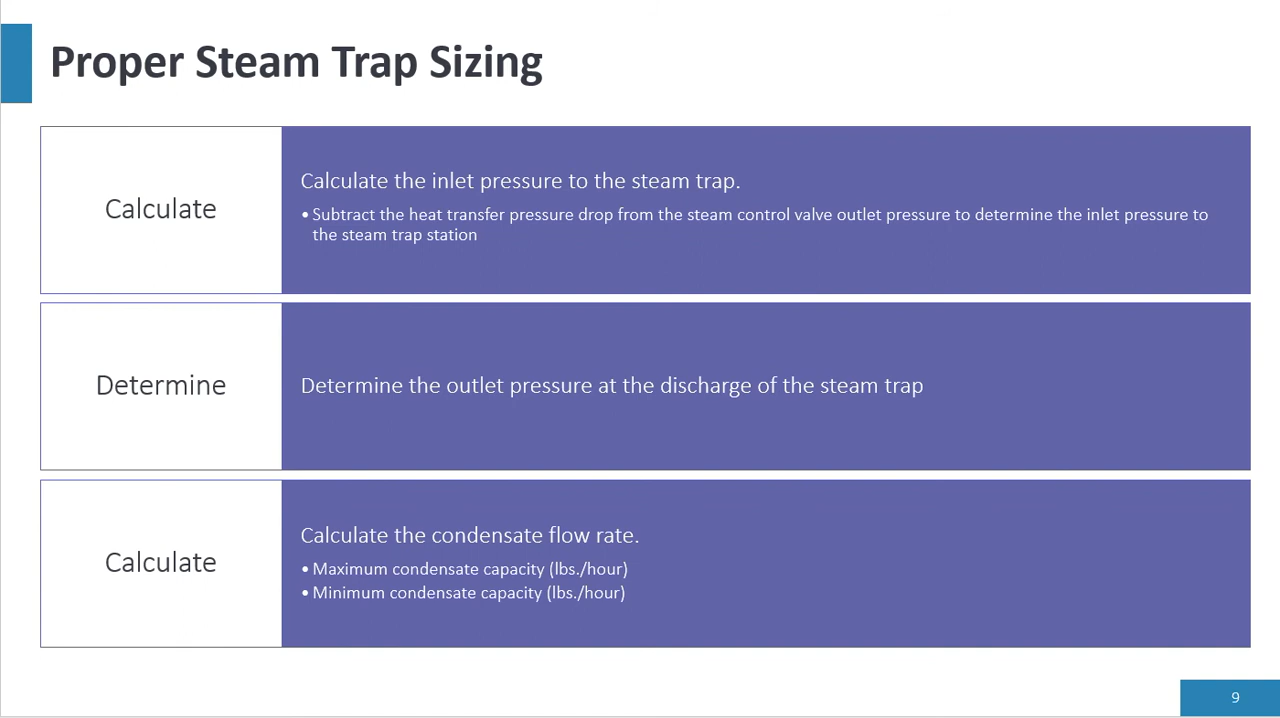 Proper Steam Trap Sizing
Calculate
Calculate the inlet pressure to the steam trap.
•Subtract the heat transfer pressure drop from the steam control valve outlet pressure to determine the inlet pressure to
the steam trap station
Determine
Determine the outlet pressure at the discharge of the steam trap
Calculate
Calculate the condensate flow rate.
•Maximum condensate capacity (lbs./hour)
•Minimum condensate capacity (lbs./hour)
9